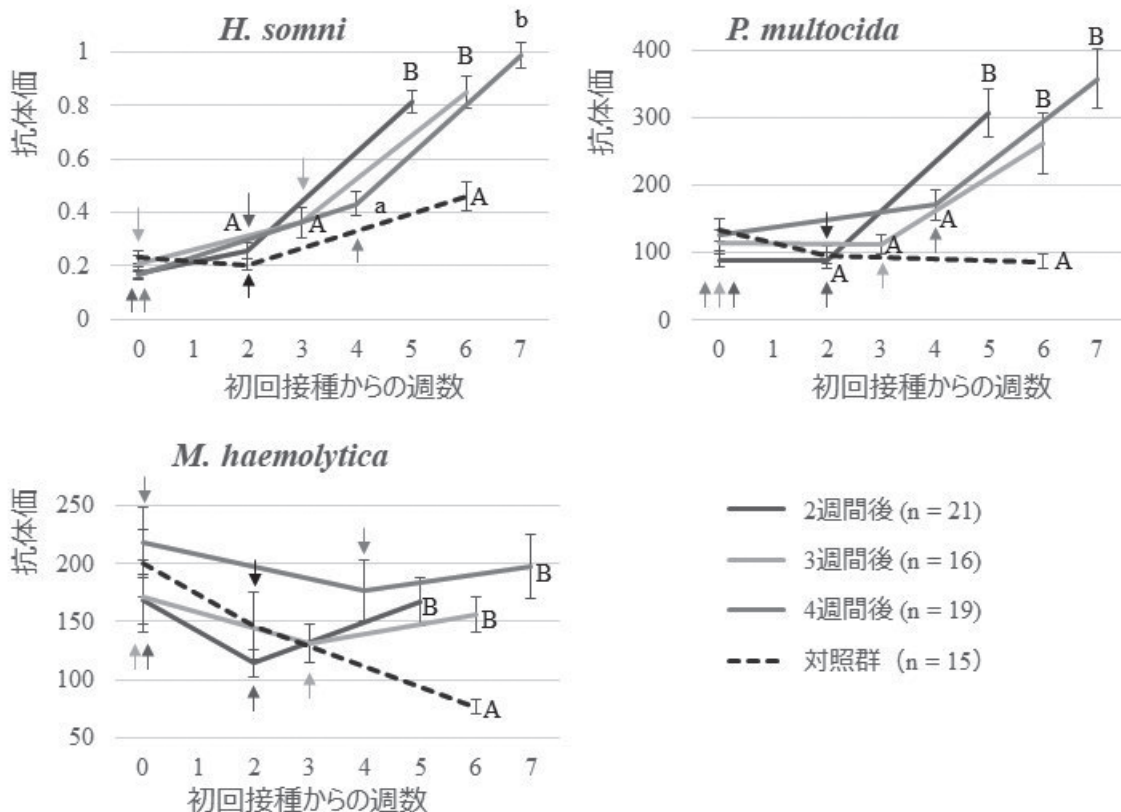 H. somni
抗体価
1
0.8
0.6
0.4
0.2
0
A
A
a
A
B
B
b
0 1 2 3 4 5 6 7
初回接種からの週数
P. multocida
抗体価
400
300
200
100
0
A
A
A
A
B
B
B
0 1 2 3 4 5 6 7
初回接種からの週数
M. haemolytica
抗体価
250
200
150
100
50
B
B
B
A
0 1 2 3 4 5 6 7
初回接種からの週数
2週間後 (n = 21)
3週間後 (n = 16)
4週間後 (n = 19)
対照群 (n = 15)